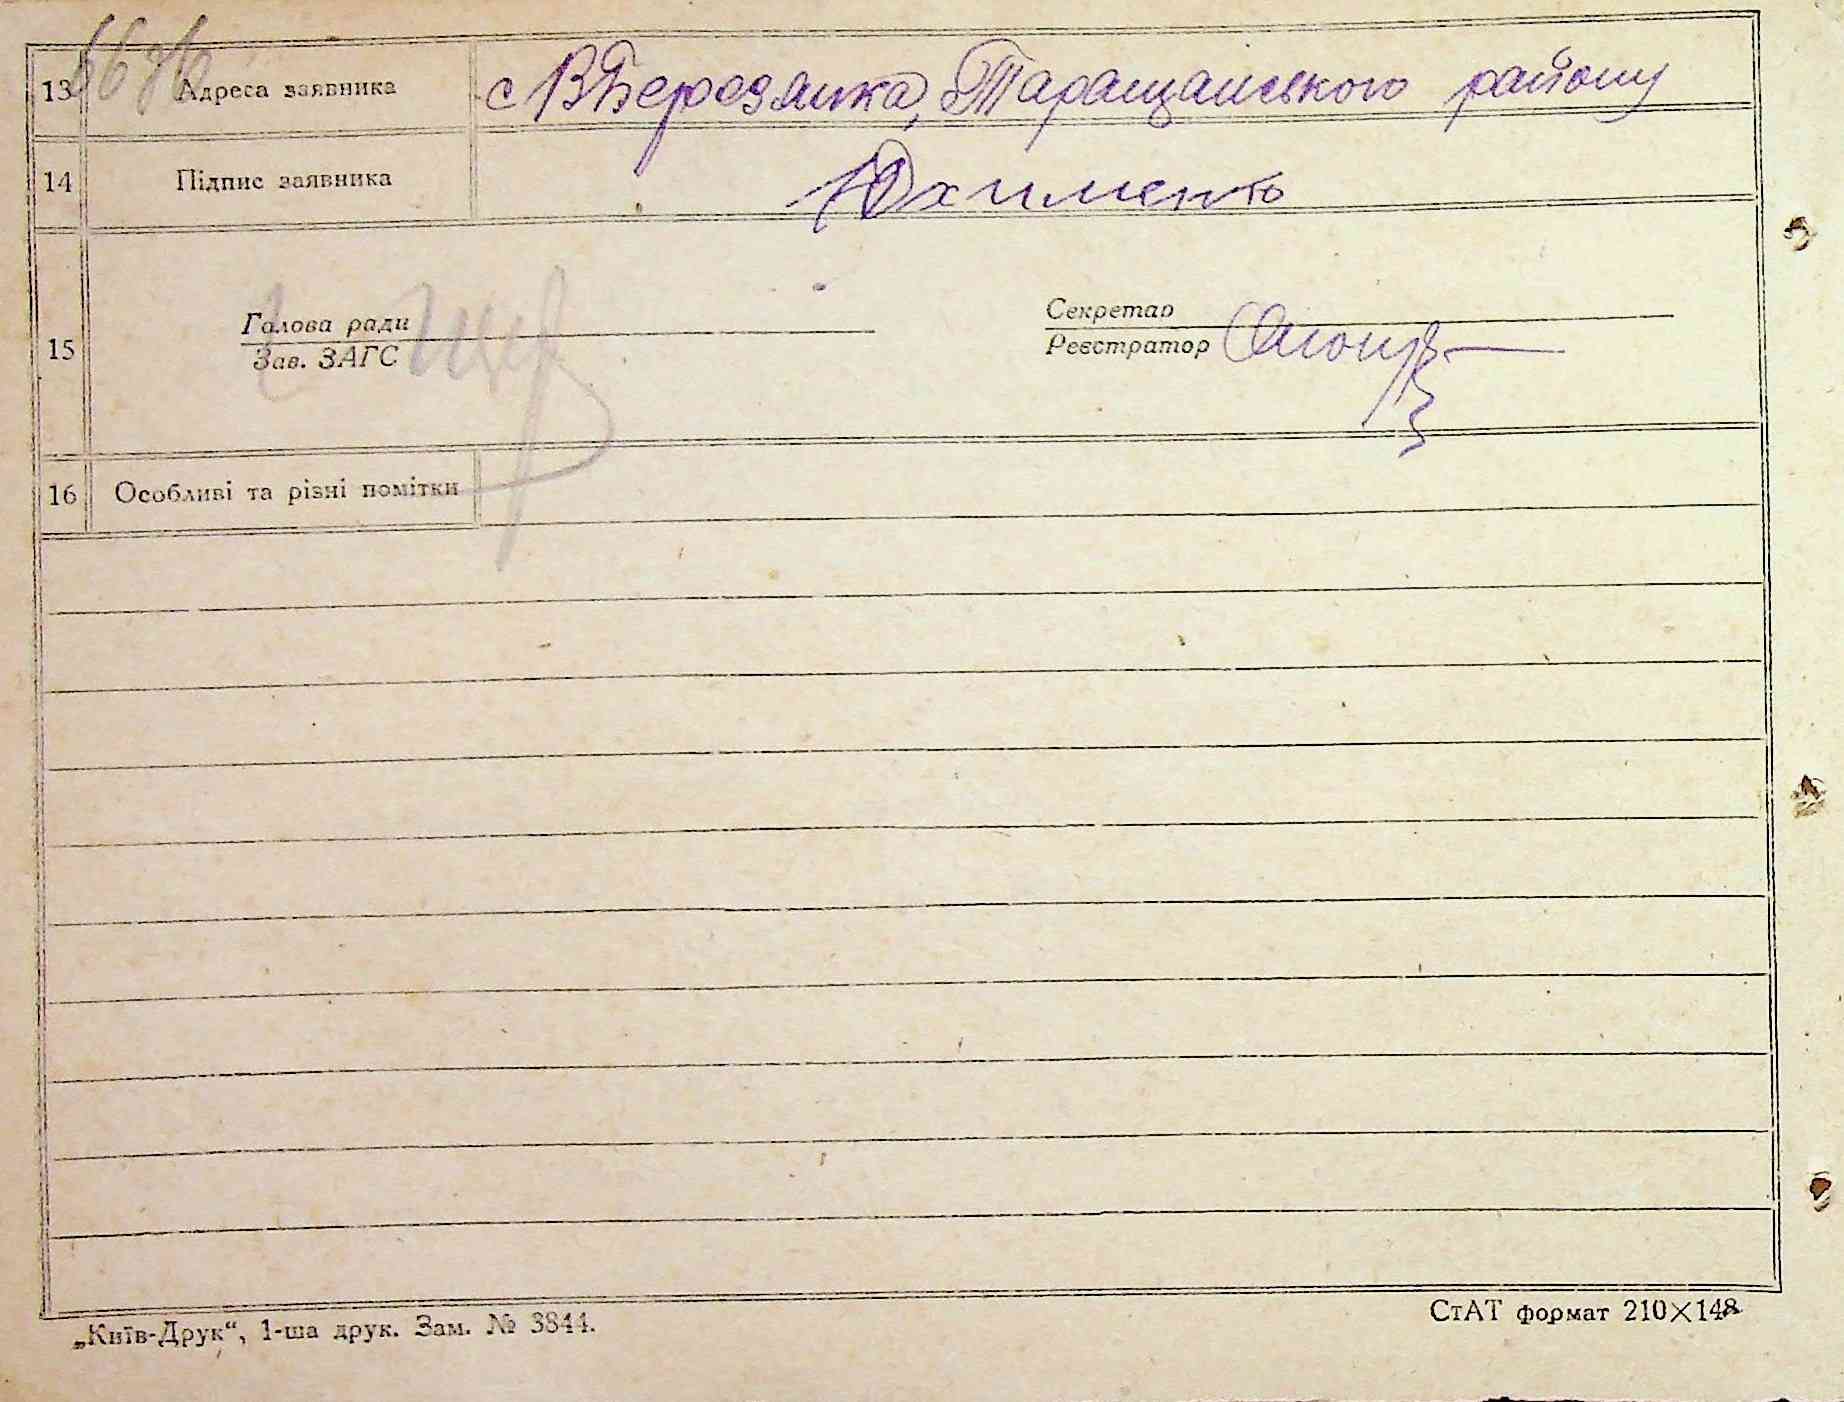 13 Адреса заявника с ВБерезянка, Таращанського району
14 Підпис заявника Юхименко
Голова ради Секретар
15 Зав. ЗАГС Реєстратор
16 Особливі та різні помітки
„Київ-Друк“, 1-ша друк. Зам. № 3844. СтАТ формат 210×148